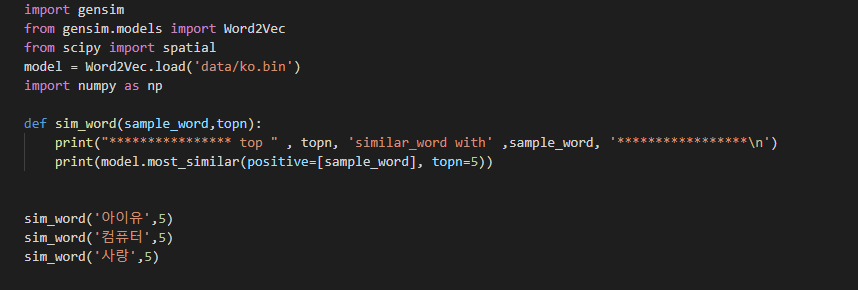 import gensim
from gensim.models import Word2Vec
from scipy import spatial
model = Word2Vec.load('data/ko.bin')
import numpy as np
def sim_word(sample_word,topn):
    print("**************** top " , topn, 'similar_word with' ,sample_word, '*****************\n')
    print(model.most_similar(positive=[sample_word], topn=5))
sim_word('아이유',5)
sim_word('컴퓨터',5)
sim_word('사랑',5)